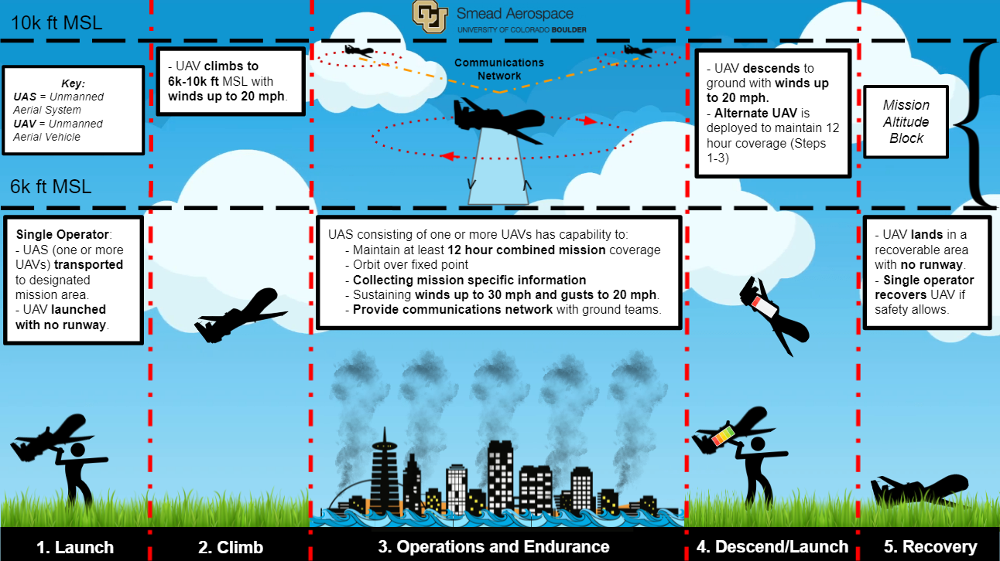 10k ft MSL
CU
Smead Aerospace
UNIVERSITY OF COLORADO BOULDER
Key:
UAS = Unmanned
Aerial System
UAV = Unmanned
Aerial Vehicle
- UAV climbs to
6k-10k ft MSL with
winds up to 20 mph.
Communications
Network
- UAV descends to
ground with winds up
to 20 mph.
- Alternate UAV is
deployed to maintain 12
hour coverage (Steps
1-3)
Mission
Altitude
Block
6k ft MSL
Single Operator:
- UAS (one or more
UAVs) transported
to designated
mission area.
- UAV launched
with no runway.
UAS consisting of one or more UAVs has capability to:
- Maintain at least 12 hour combined mission coverage
- Orbit over fixed point
- Collecting mission specific information
- Sustaining winds up to 30 mph and gusts to 20 mph.
- Provide communications network with ground teams.
- UAV lands in a
recoverable area
with no runway.
- Single operator
recovers UAV if
safety allows.
1. Launch
2. Climb
3. Operations and Endurance
4. Descend/Launch
5. Recovery